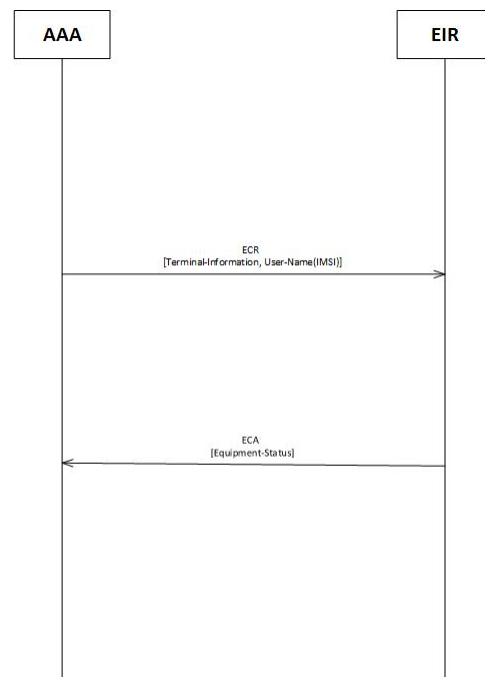 AAA
EIR
ECR
[Terminal-Information, User-Name(IMSI)]
ECA
[Equipment-Status]